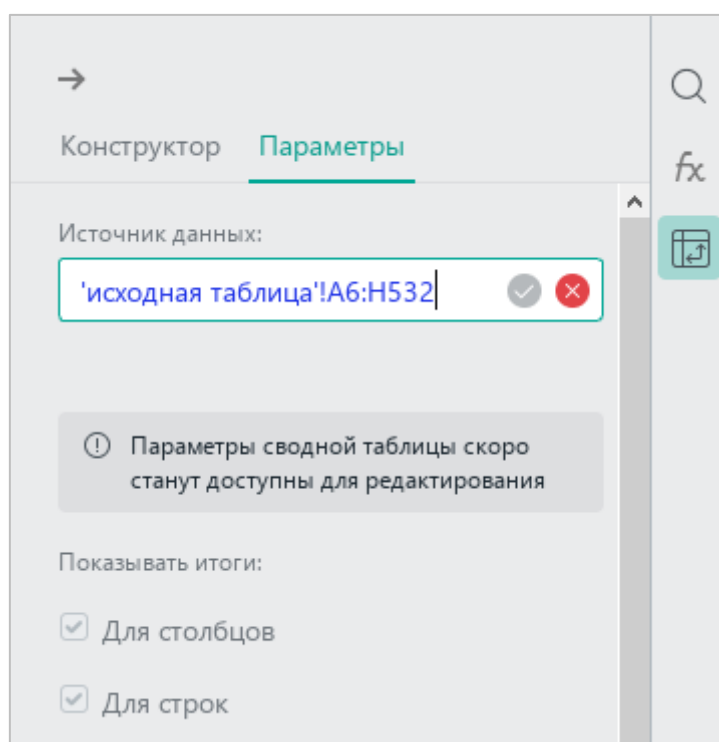 Конструктор Параметры
Источник данных:
'исходная таблица'!A6:H532
Параметры сводной таблицы скоро
станут доступны для редактирования
Показывать итоги:
Для столбцов
Для строк
fx